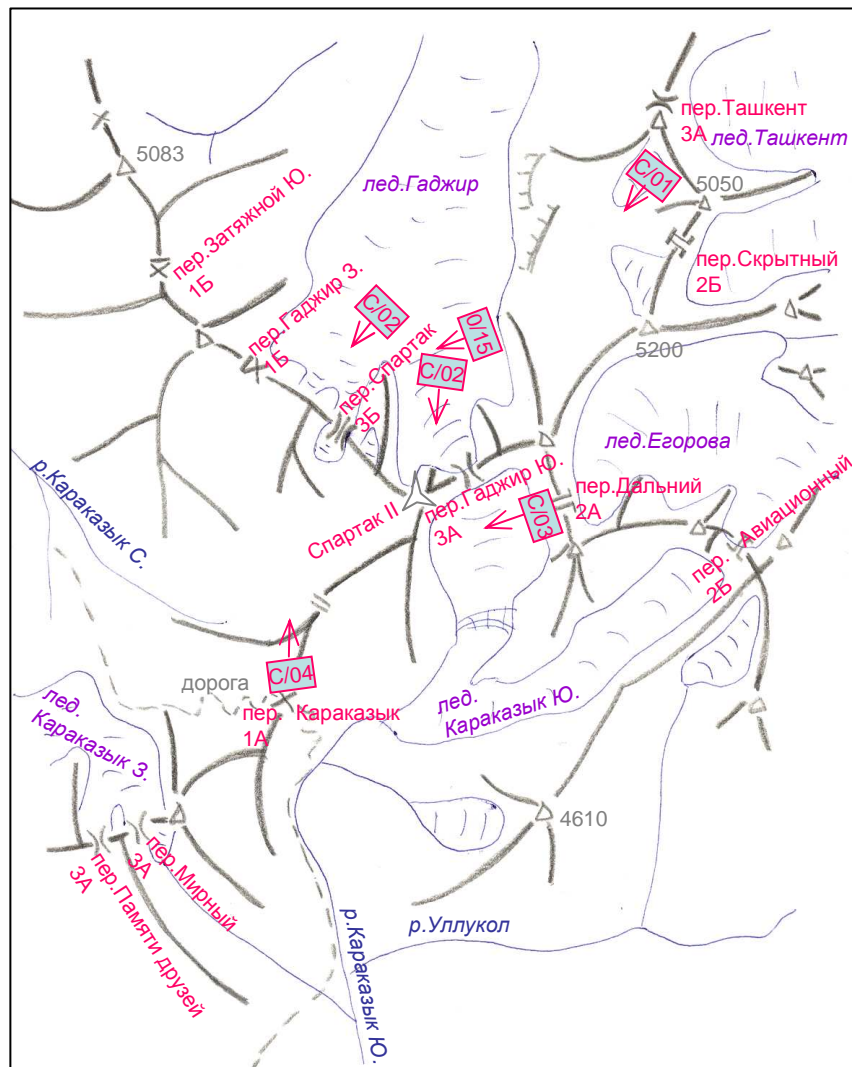 пер.Ташкент
3А
лед.Ташкент
5083
5050
лед.Гаджир
С/01
пер.Затяжной Ю.
1Б
пер.Скрытный
2Б
С/02
0/15
пер.Гаджир З.
1Б
пер.Спартак
3Б
С/02
5200
лед.Егорова
р.Караказык С.
Спартак II
пер.Гаджир Ю.
3А
С/03
пер.Дальний
2А
пер. Авиационный
2Б
С/04
дорога
пер. Караказык
1А
лед.
Караказык Ю.
лед.
Караказык З.
4610
пер.Мирный
3А
пер.Памяти друзей
3А
р.Уллукол
р.Караказык Ю.